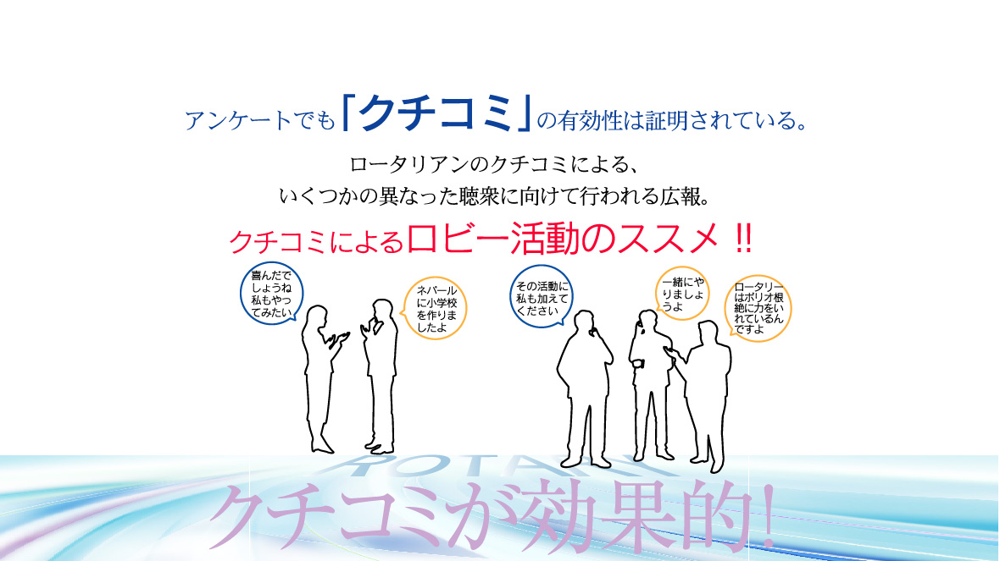 アンケートでも「クチコミ」の有効性は証明されている。
ロータリアンのクチコミによる、
いくつかの異なった聴衆に向けて行われる広報。
クチコミによるロビー活動のススメ !!
喜んだで
しょうね
私もやっ
てみたい
ネパール
に小学校
を作りま
したよ
その活動に
私も加えて
ください
一緒にや
りましょ
うよ
ロータリー
はポリオ根
絶に力をい
れているん
ですよ
ROTARY
クチコミが効果的!